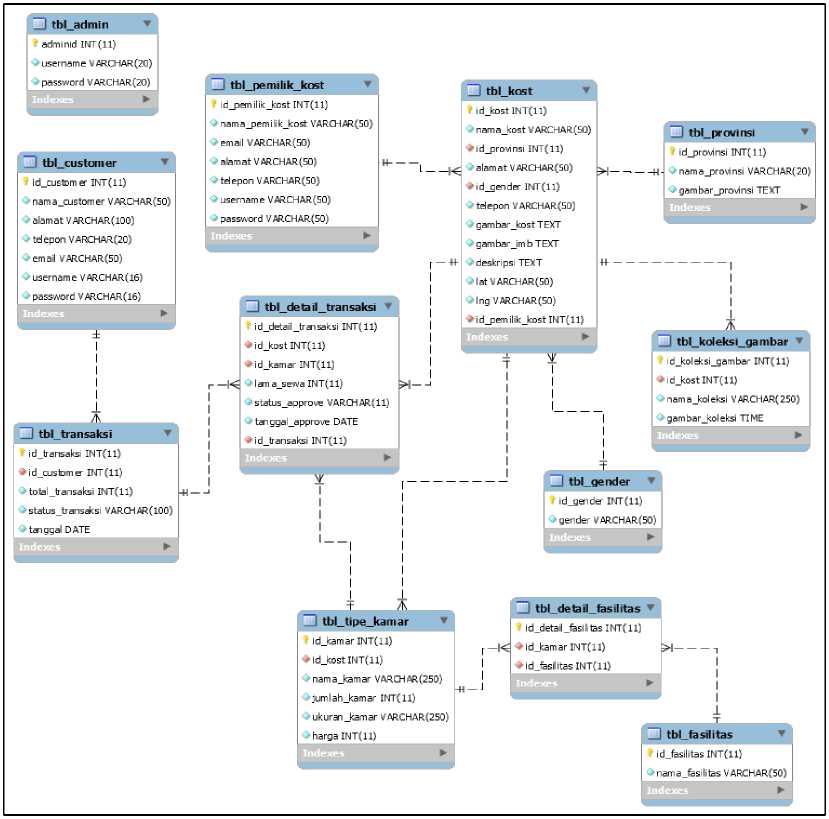 tbl_admin
adminid INT(11)
username VARCHAR(20)
password VARCHAR(20)
Indexes
tbl_pemilik_kost
id_pemilik_kost INT(11)
nama_pemilik_kost VARCHAR(50)
email VARCHAR(50)
alamat VARCHAR(50)
telepon VARCHAR(50)
username VARCHAR(50)
password VARCHAR(50)
Indexes
tbl_kost
id_kost INT(11)
nama_kost VARCHAR(50)
id_provinsi INT(11)
alamat VARCHAR(50)
id_gender INT(11)
telepon VARCHAR(50)
gambar_kost TEXT
gambar_imb TEXT
deskripsi TEXT
lat VARCHAR(50)
lng VARCHAR(50)
id_pemilik_kost INT(11)
Indexes
tbl_provinsi
id_provinsi INT(11)
nama_provinsi VARCHAR(20)
gambar_provinsi TEXT
Indexes
tbl_customer
id_customer INT(11)
nama_customer VARCHAR(50)
alamat VARCHAR(100)
telepon VARCHAR(20)
email VARCHAR(50)
username VARCHAR(16)
password VARCHAR(16)
Indexes
tbl_detail_transaksi
id_detail_transaksi INT(11)
id_kost INT(11)
id_kamar INT(11)
lama_sewa INT(11)
status_approve VARCHAR(11)
tanggal_approve DATE
id_transaksi INT(11)
Indexes
tbl_koleksi_gambar
id_koleksi_gambar INT(11)
id_kost INT(11)
nama_koleksi VARCHAR(250)
gambar_koleksi TIME
Indexes
tbl_transaksi
id_transaksi INT(11)
id_customer INT(11)
total_transaksi INT(11)
status_transaksi VARCHAR(100)
tanggal DATE
Indexes
tbl_gender
id_gender INT(11)
gender VARCHAR(50)
Indexes
tbl_tipe_kamar
id_kamar INT(11)
id_kost INT(11)
nama_kamar VARCHAR(250)
jumlah_kamar INT(11)
ukuran_kamar VARCHAR(250)
harga INT(11)
Indexes
tbl_detail_fasilitas
id_detail_fasilitas INT(11)
id_kamar INT(11)
id_fasilitas INT(11)
Indexes
tbl_fasilitas
id_fasilitas INT(11)
nama_fasilitas VARCHAR(50)
Indexes